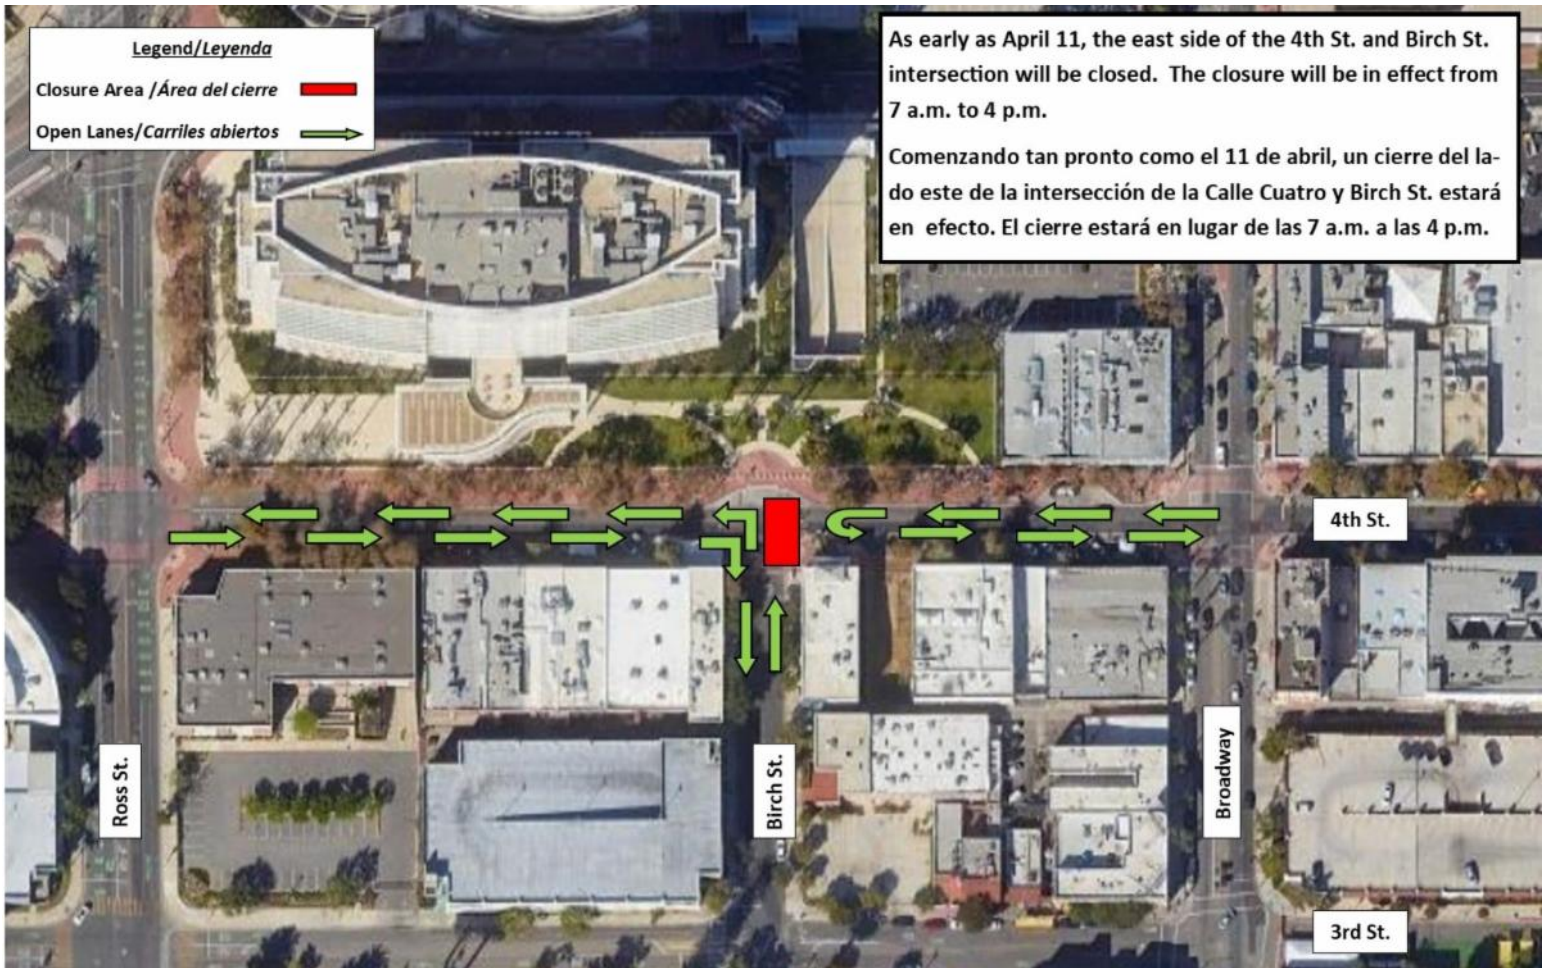 Legend/Leyenda
Closure Area /Área del cierre
Open Lanes/Carriles abiertos
As early as April 11, the east side of the 4th St. and Birch St.
intersection will be closed. The closure will be in effect from
7 a.m. to 4 p.m.
Comenzando tan pronto como el 11 de abril, un cierre del la-
do este de la intersección de la Calle Cuatro y Birch St. estará
en efecto. El cierre estará en lugar de las 7 a.m. a las 4 p.m.
4th St.
Ross St.
Birch St.
Broadway
3rd St.